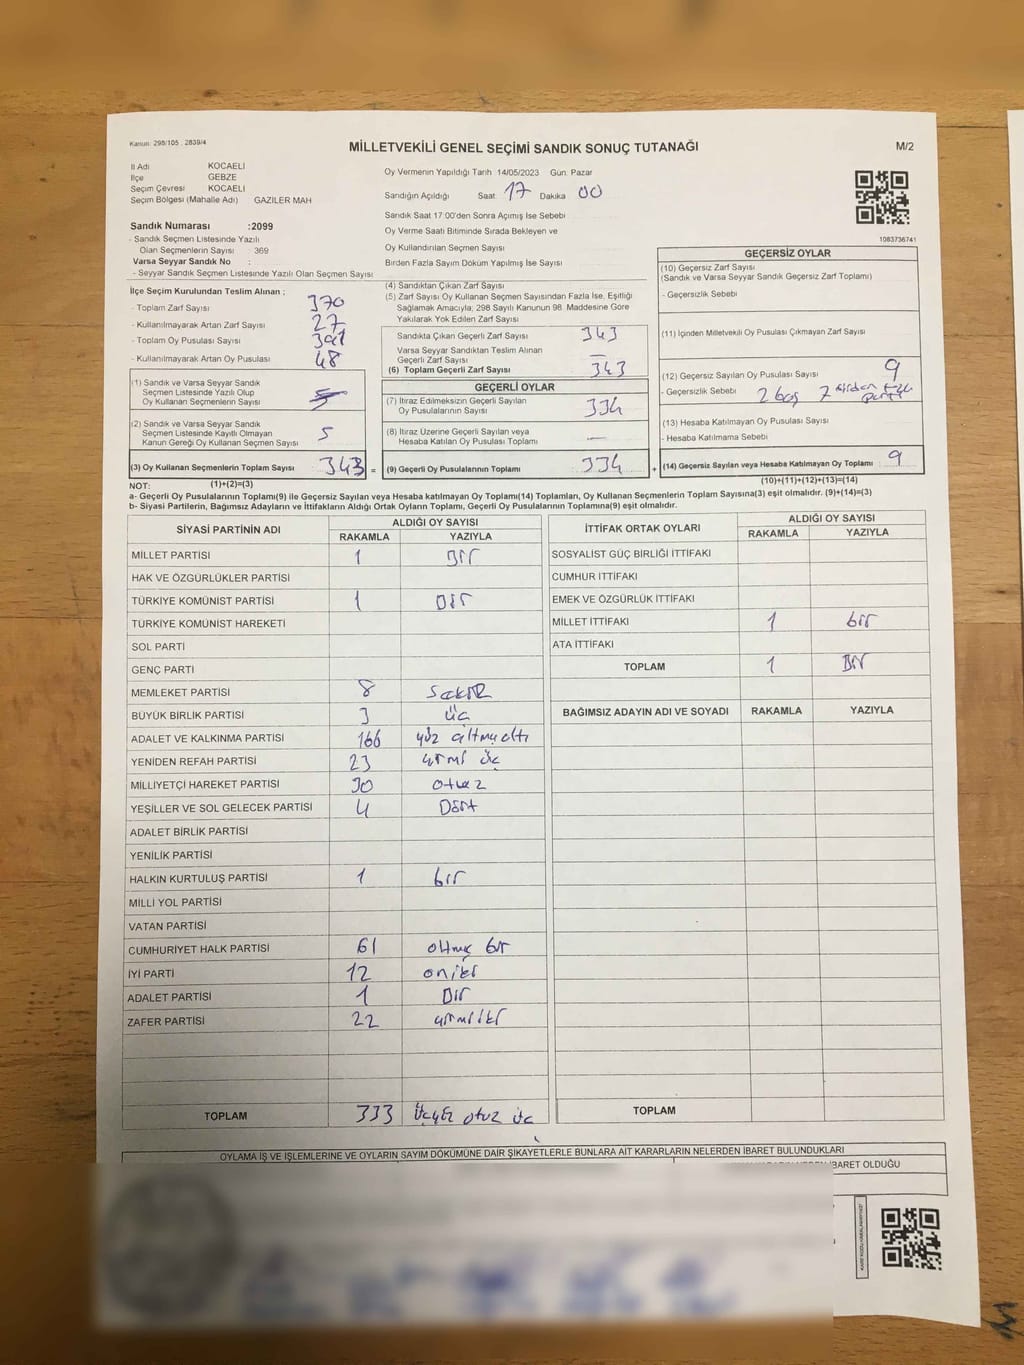 Kanun: 298/105 , 2839/4
MİLLETVEKİLİ GENEL SEÇİMİ SANDIK SONUÇ TUTANAĞI
M/2
İl Adı KOCAELİ
İlçe GEBZE
Seçim Çevresi KOCAELİ
Seçim Bölgesi (Mahalle Adı) GAZİLER MAH
Sandık Numarası :2099
- Sandık Seçmen Listesinde Yazılı
Olan Seçmenlerin Sayısı : 369
Varsa Seyyar Sandık No :
- Seyyar Sandık Seçmen Listesinde Yazılı Olan Seçmen Sayısı
Oy Vermenin Yapıldığı Tarih 14/05/2023 Gün: Pazar
Sandığın Açıldığı Saat 17 Dakika 00
Sandık Saat 17:00'den Sonra Açılmış İse Sebebi
Oy Verme Saati Bitiminde Sırada Bekleyen ve
Oy Kullandırılan Seçmen Sayısı
Birden Fazla Sayım Döküm Yapılmış İse Sayısı
1083736741
İlçe Seçim Kurulundan Teslim Alınan ;
- Toplam Zarf Sayısı 370
- Kullanılmayarak Artan Zarf Sayısı 27
- Toplam Oy Pusulası Sayısı 391
- Kullanılmayarak Artan Oy Pusulası 48
(1) Sandık ve Varsa Seyyar Sandık
Seçmen Listesinde Yazılı Olup
Oy Kullanan Seçmenlerin Sayısı
(2) Sandık ve Varsa Seyyar Sandık
Seçmen Listesinde Kayıtlı Olmayan
Kanun Gereği Oy Kullanan Seçmen Sayısı 5
(3) Oy Kullanan Seçmenlerin Toplam Sayısı 343 =
(4) Sandıktan Çıkan Zarf Sayısı
(5) Zarf Sayısı Oy Kullanan Seçmen Sayısından Fazla İse, Eşitliği
Sağlamak Amacıyla; 298 Sayılı Kanunun 98. Maddesine Göre
Yakılarak Yok Edilen Zarf Sayısı
Sandıkta Çıkan Geçerli Zarf Sayısı 343
Varsa Seyyar Sandıktan Teslim Alınan
Geçerli Zarf Sayısı –
(6) Toplam Geçerli Zarf Sayısı 343
GEÇERLİ OYLAR
(7) İtiraz Edilmeksizin Geçerli Sayılan
Oy Pusulalarının Sayısı 334
(8) İtiraz Üzerine Geçerli Sayılan veya
Hesaba Katılan Oy Pusulası Toplamı –
(9) Geçerli Oy Pusulalarının Toplamı 334 +
GEÇERSİZ OYLAR
(10) Geçersiz Zarf Sayısı
(Sandık ve Varsa Seyyar Sandık Geçersiz Zarf Toplamı)
- Geçersizlik Sebebi
(11) İçinden Milletvekili Oy Pusulası Çıkmayan Zarf Sayısı
(12) Geçersiz Sayılan Oy Pusulası Sayısı 9
- Geçersizlik Sebebi 2 boş 7 birden fazla parti
(13) Hesaba Katılmayan Oy Pusulası Sayısı
- Hesaba Katılmama Sebebi
(14) Geçersiz Sayılan veya Hesaba Katılmayan Oy Toplamı 9
NOT: (1)+(2)=(3) (10)+(11)+(12)+(13)=(14)
a- Geçerli Oy Pusulalarının Toplamı(9) ile Geçersiz Sayılan veya Hesaba katılmayan Oy Toplamı(14) Toplamları, Oy Kullanan Seçmenlerin Toplam Sayısına(3) eşit olmalıdır. (9)+(14)=(3)
b- Siyasi Partilerin, Bağımsız Adayların ve İttifakların Aldığı Ortak Oyların Toplamı, Geçerli Oy Pusulalarının Toplamına(9) eşit olmalıdır.
SİYASİ PARTİNİN ADI ALDIĞI OY SAYISI
RAKAMLA YAZIYLA
MİLLET PARTİSİ 1 Bir
HAK VE ÖZGÜRLÜKLER PARTİSİ
TÜRKİYE KOMÜNİST PARTİSİ 1 Bir
TÜRKİYE KOMÜNİST HAREKETİ
SOL PARTİ
GENÇ PARTİ
MEMLEKET PARTİSİ 8 Sekiz
BÜYÜK BİRLİK PARTİSİ 3 üç
ADALET VE KALKINMA PARTİSİ 166 yüz altmışaltı
YENİDEN REFAH PARTİSİ 23 yirmi üç
MİLLİYETÇİ HAREKET PARTİSİ 30 otuz
YEŞİLLER VE SOL GELECEK PARTİSİ 4 Dört
ADALET BİRLİK PARTİSİ
YENİLİK PARTİSİ
HALKIN KURTULUŞ PARTİSİ 1 bir
MİLLİ YOL PARTİSİ
VATAN PARTİSİ
CUMHURİYET HALK PARTİSİ 61 altmış bir
İYİ PARTİ 12 oniki
ADALET PARTİSİ 1 Bir
ZAFER PARTİSİ 22 yirmi iki
TOPLAM 333 Üçyüz otuz üç
İTTİFAK ORTAK OYLARI ALDIĞI OY SAYISI
RAKAMLA YAZIYLA
SOSYALİST GÜÇ BİRLİĞİ İTTİFAKI
CUMHUR İTTİFAKI
EMEK VE ÖZGÜRLÜK İTTİFAKI
MİLLET İTTİFAKI 1 bir
ATA İTTİFAKI
TOPLAM 1 Bir
BAĞIMSIZ ADAYIN ADI VE SOYADI RAKAMLA YAZIYLA
TOPLAM
OYLAMA İŞ VE İŞLEMLERİNE VE OYLARIN SAYIM DÖKÜMÜNE DAİR ŞİKAYETLERLE BUNLARA AİT KARARLARIN NELERDEN İBARET BULUNDUKLARI
İBARET OLDUĞU